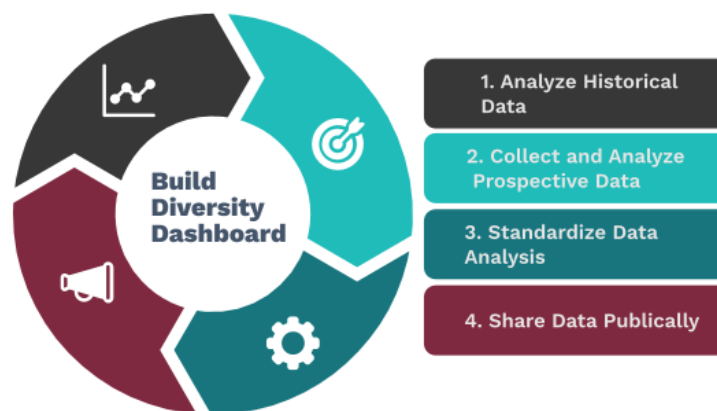 Build
Diversity
Dashboard
1. Analyze Historical
Data
2. Collect and Analyze
Prospective Data
3. Standardize Data
Analysis
4. Share Data Publically